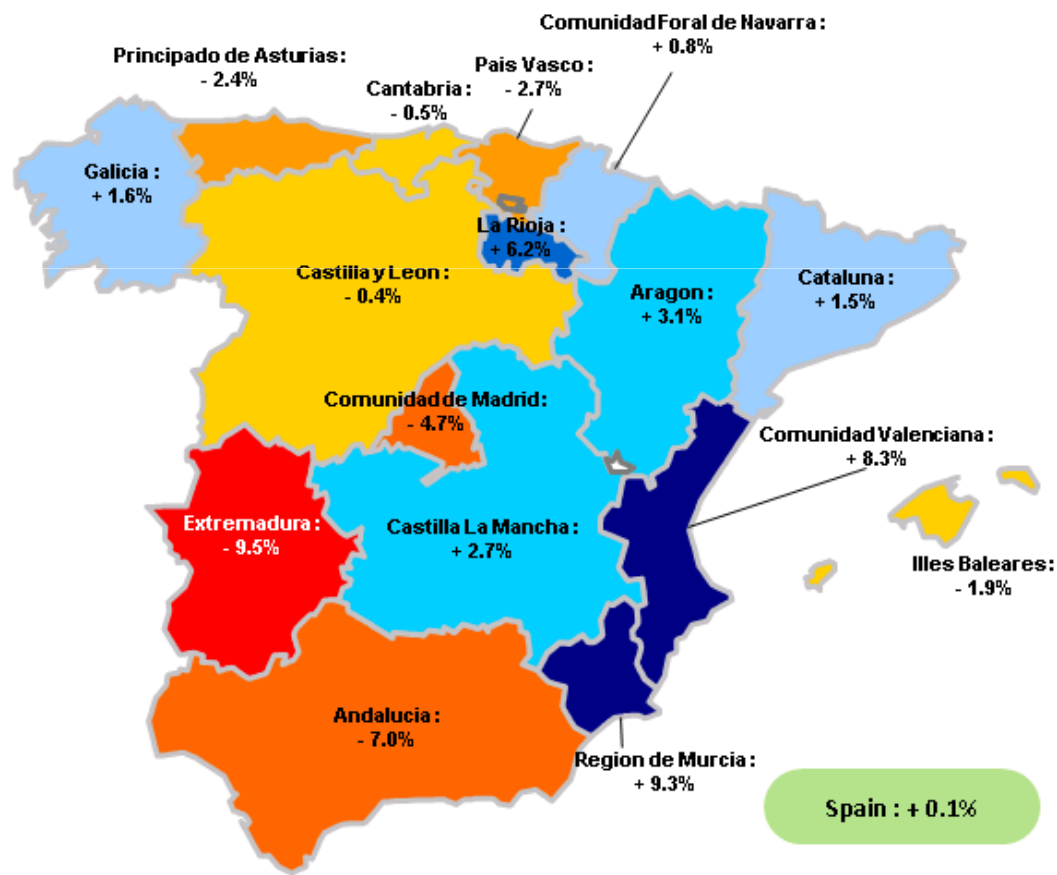 Comunidad Foral de Navarra :
+ 0.8%
Principado de Asturias :
- 2.4%
Pais Vasco :
- 2.7%
Cantabria :
- 0.5%
Galicia :
+ 1.6%
La Rioja :
+ 6.2%
Castilla y Leon :
- 0.4%
Aragon :
+ 3.1%
Cataluna :
+ 1.5%
Comunidad de Madrid :
- 4.7%
Comunidad Valenciana :
+ 8.3%
Extremadura :
- 9.5%
Castilla La Mancha :
+ 2.7%
Illes Baleares :
- 1.9%
Andalucia :
- 7.0%
Region de Murcia :
+ 9.3%
Spain : + 0.1%